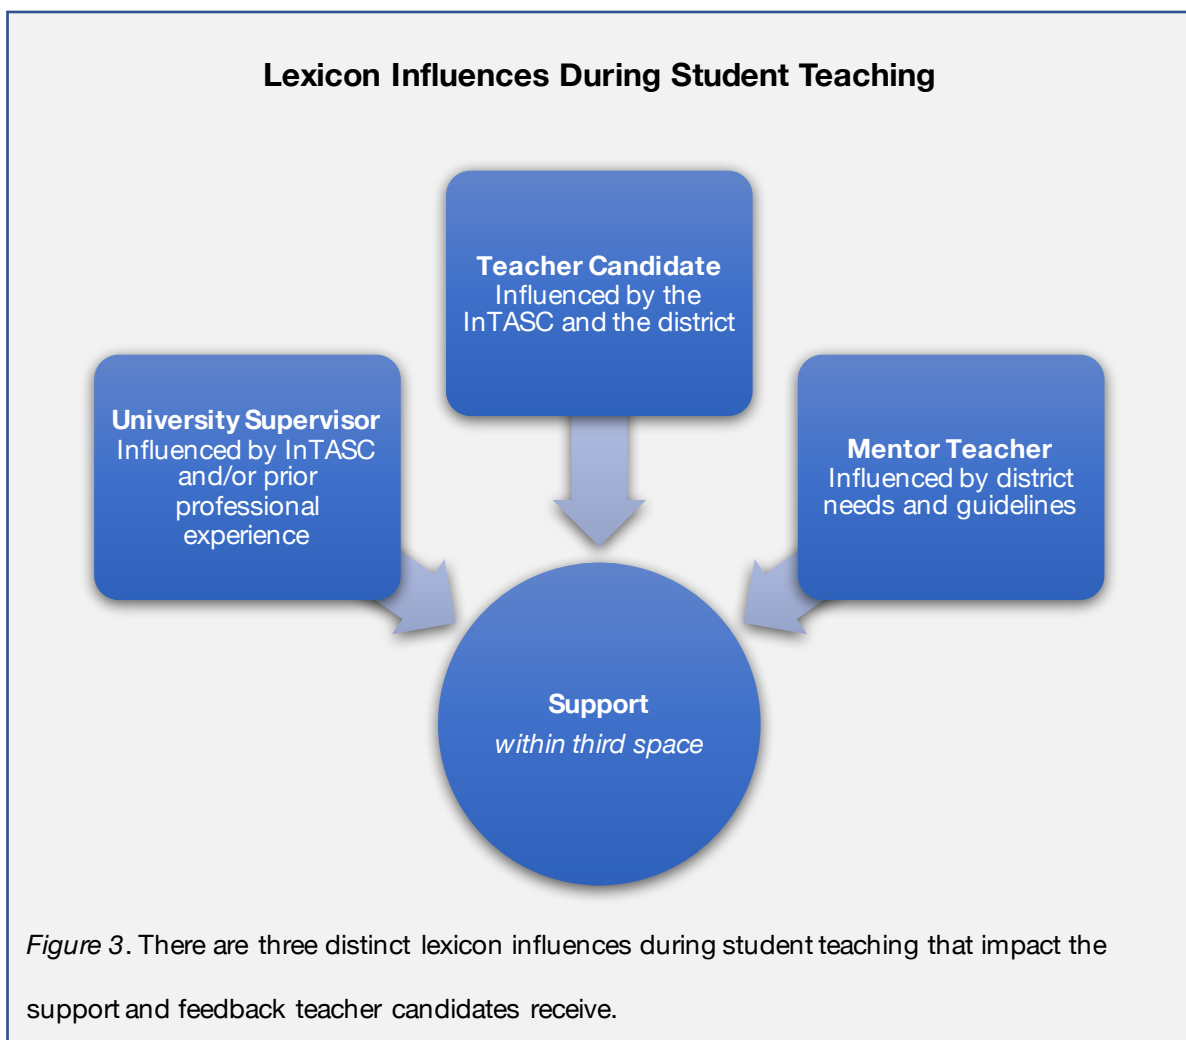 Lexicon Influences During Student Teaching
Teacher Candidate
Influenced by the
InTASC and the district
University Supervisor
Influenced by InTASC
and/or prior
professional
experience
Mentor Teacher
Influenced by district
needs and guidelines
Support
within third space
Figure 3. There are three distinct lexicon influences during student teaching that impact the
support and feedback teacher candidates receive.